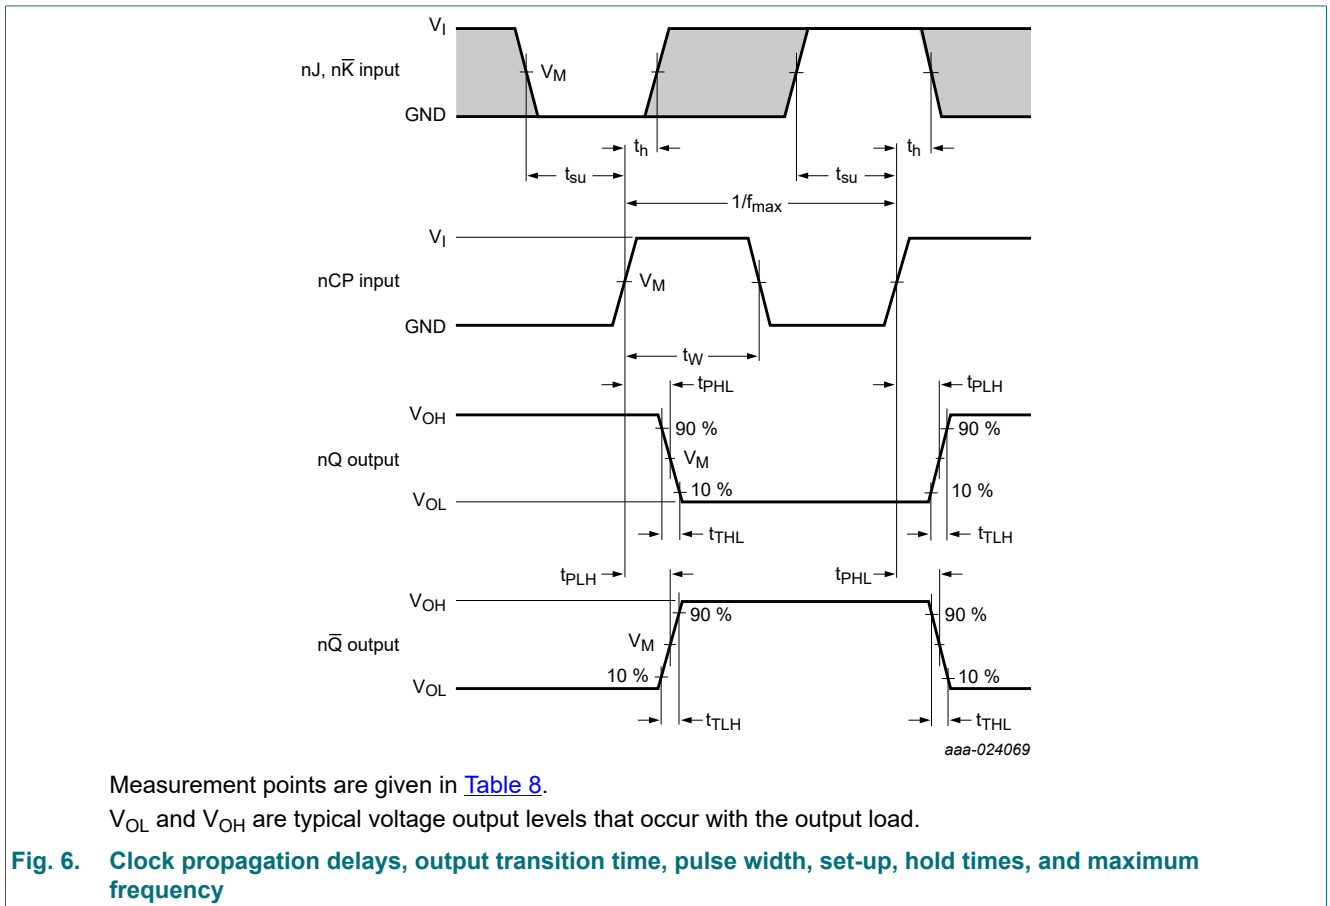 VI
nJ, nK̅ input
VM
GND
th
th
tsu
tsu
1/fmax
VI
nCP input
VM
GND
tW
tPHL
tPLH
VOH
90 %
90 %
nQ output
VM
10 %
10 %
VOL
tTHL
tTLH
tPLH
tPHL
VOH
90 %
90 %
nQ̅ output
VM
10 %
10 %
VOL
tTLH
tTHL
aaa-024069
Measurement points are given in Table 8.
VOL and VOH are typical voltage output levels that occur with the output load.
Fig. 6. Clock propagation delays, output transition time, pulse width, set-up, hold times, and maximum
frequency